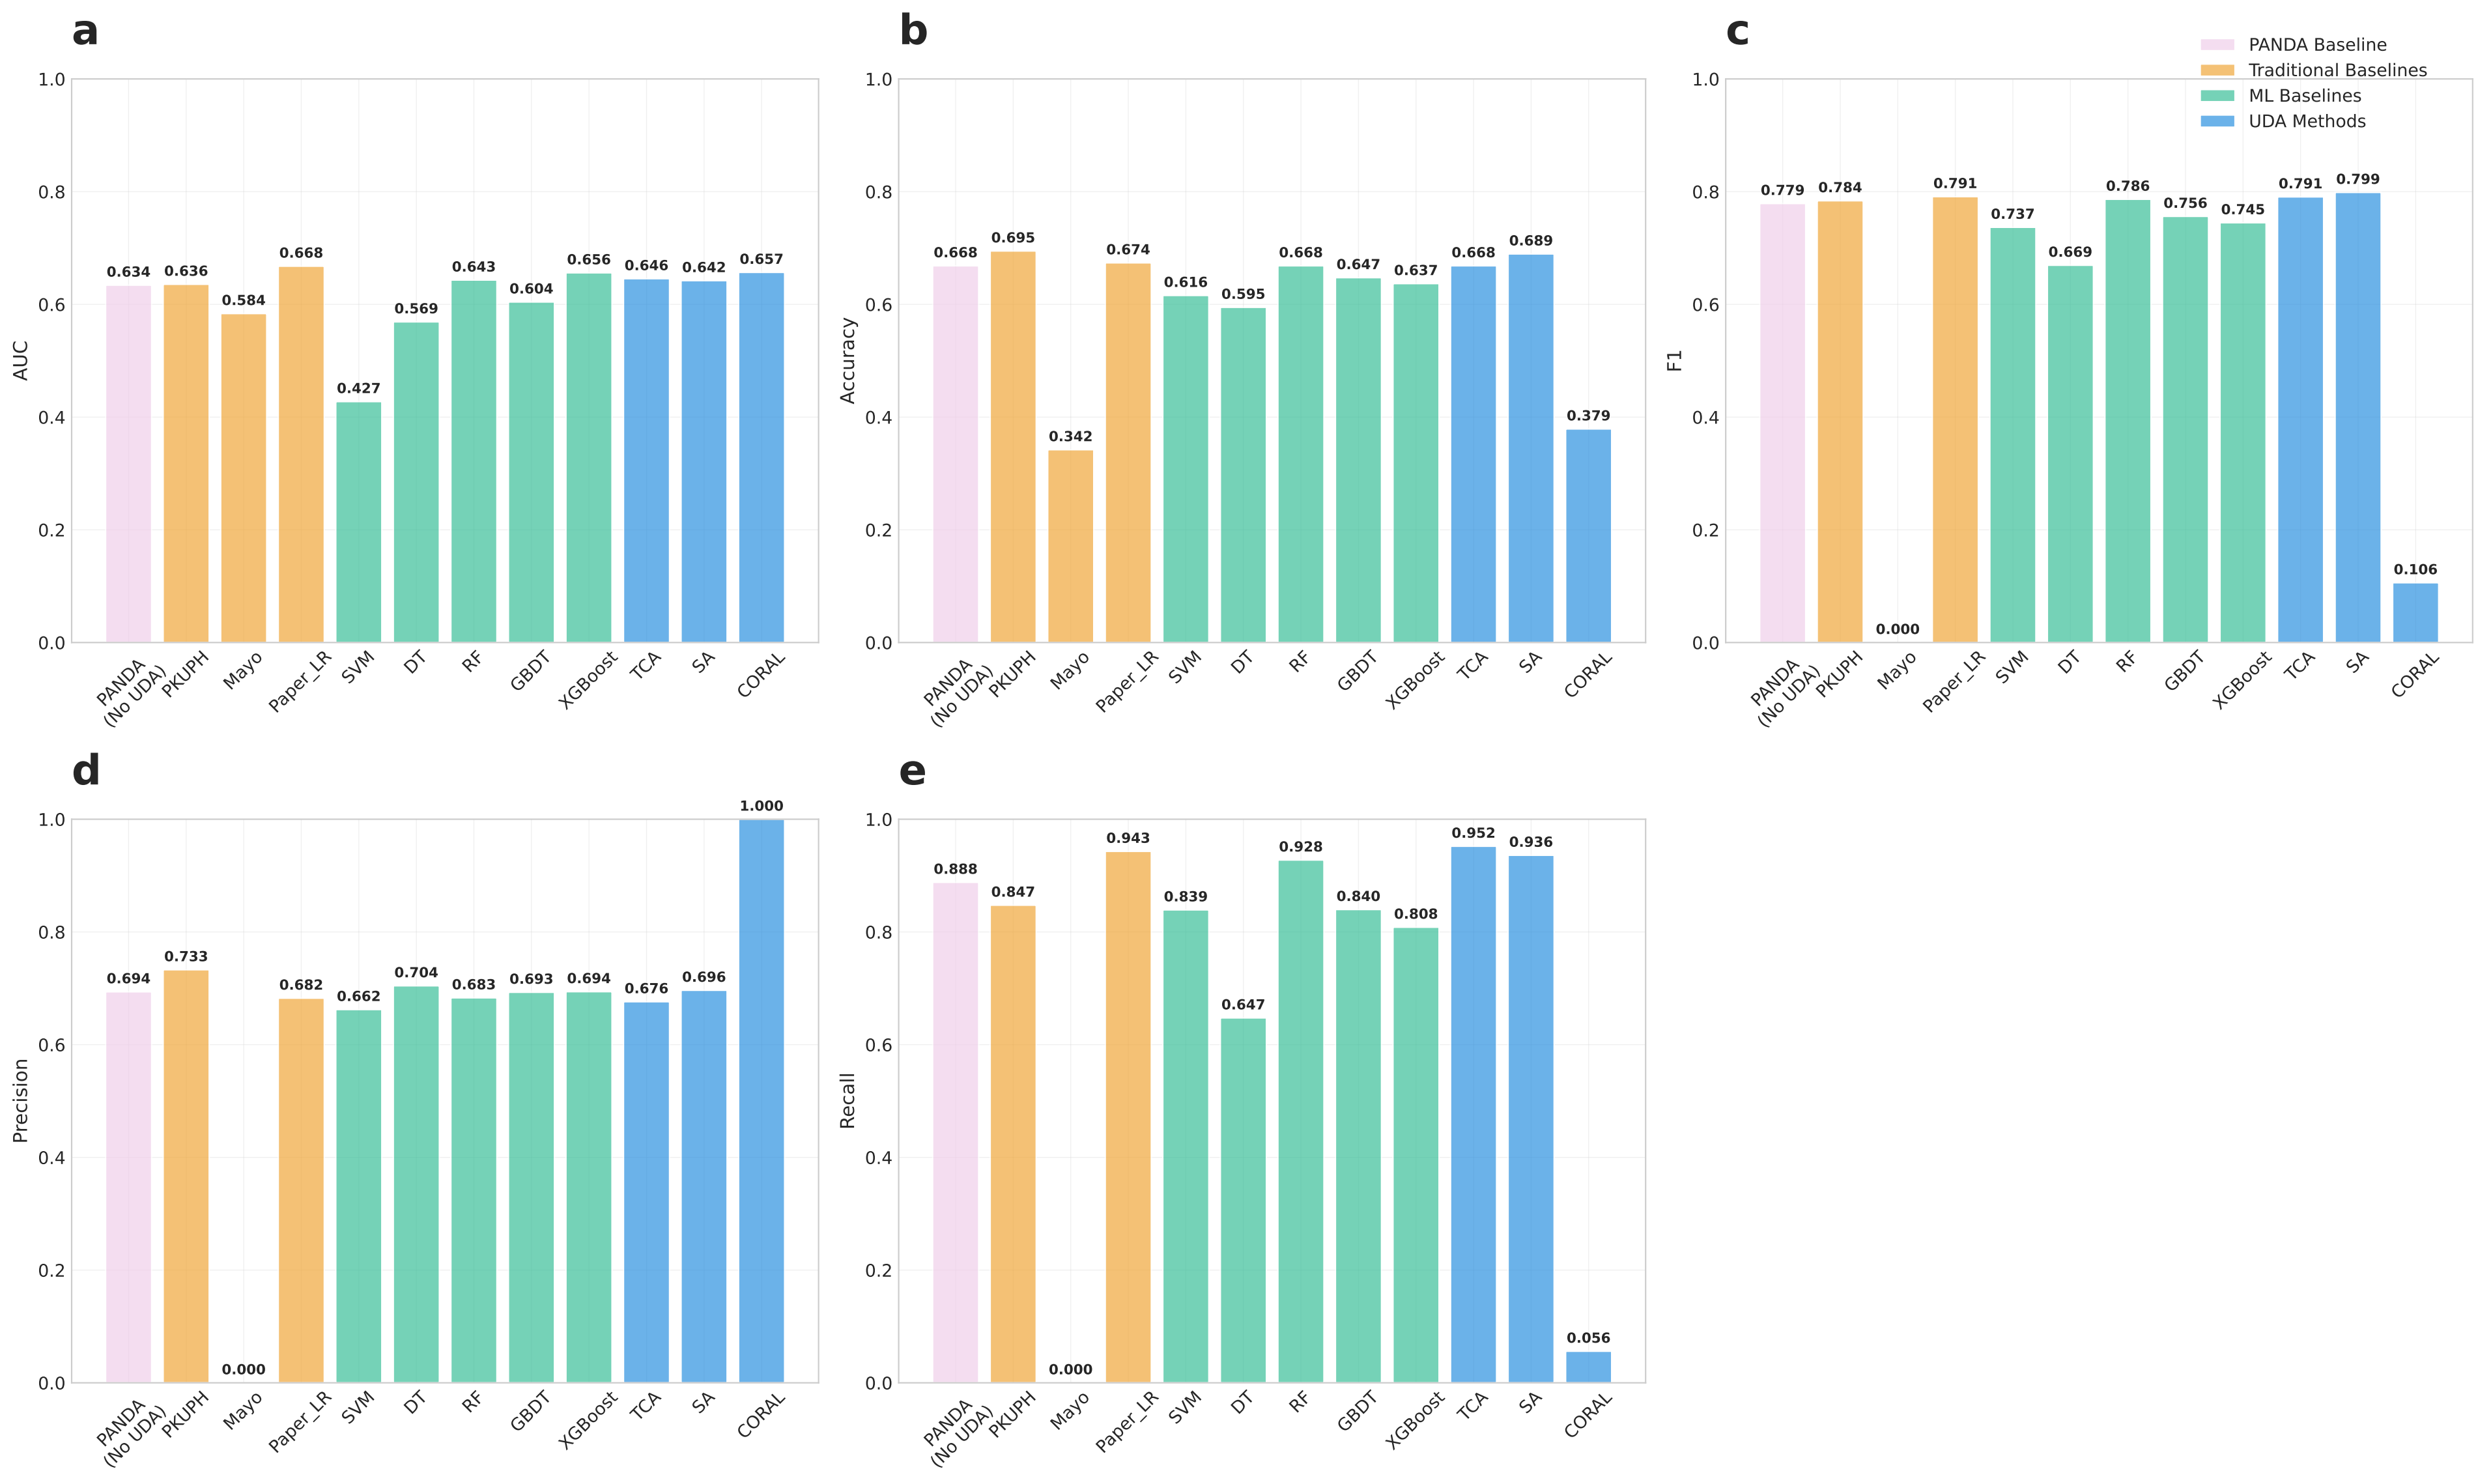 a
1.0
0.8
0.6
0.4
0.2
0.0
AUC
0.634
0.636
0.584
0.668
0.427
0.569
0.643
0.604
0.656
0.646
0.642
0.657
PANDA
(No UDA)
PKUPH
Mayo
Paper_LR
SVM
DT
RF
GBDT
XGBoost
TCA
SA
CORAL
b
1.0
0.8
0.6
0.4
0.2
0.0
Accuracy
0.668
0.695
0.342
0.674
0.616
0.595
0.668
0.647
0.637
0.668
0.689
0.379
PANDA
(No UDA)
PKUPH
Mayo
Paper_LR
SVM
DT
RF
GBDT
XGBoost
TCA
SA
CORAL
c
PANDA Baseline
Traditional Baselines
ML Baselines
UDA Methods
1.0
0.8
0.6
0.4
0.2
0.0
F1
0.779
0.784
0.000
0.791
0.737
0.669
0.786
0.756
0.745
0.791
0.799
0.106
PANDA
(No UDA)
PKUPH
Mayo
Paper_LR
SVM
DT
RF
GBDT
XGBoost
TCA
SA
CORAL
d
1.0
0.8
0.6
0.4
0.2
0.0
Precision
0.694
0.733
0.000
0.682
0.662
0.704
0.683
0.693
0.694
0.676
0.696
1.000
PANDA
(No UDA)
PKUPH
Mayo
Paper_LR
SVM
DT
RF
GBDT
XGBoost
TCA
SA
CORAL
e
1.0
0.8
0.6
0.4
0.2
0.0
Recall
0.888
0.847
0.000
0.943
0.839
0.647
0.928
0.840
0.808
0.952
0.936
0.056
PANDA
(No UDA)
PKUPH
Mayo
Paper_LR
SVM
DT
RF
GBDT
XGBoost
TCA
SA
CORAL